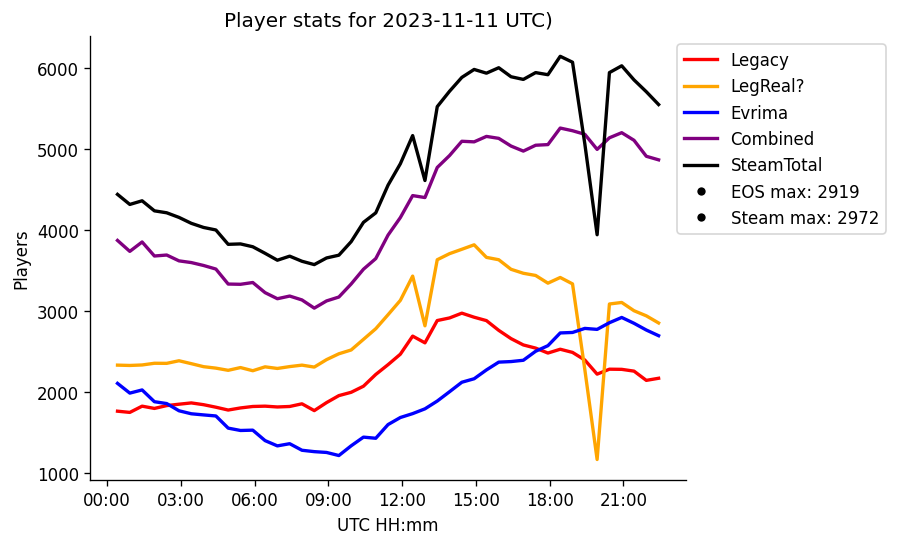 Player stats for 2023-11-11 UTC)
6000
5000
4000
3000
2000
1000
Players
00:00 03:00 06:00 09:00 12:00 15:00 18:00 21:00
UTC HH:mm
Legacy
LegReal?
Evrima
Combined
SteamTotal
EOS max: 2919
Steam max: 2972